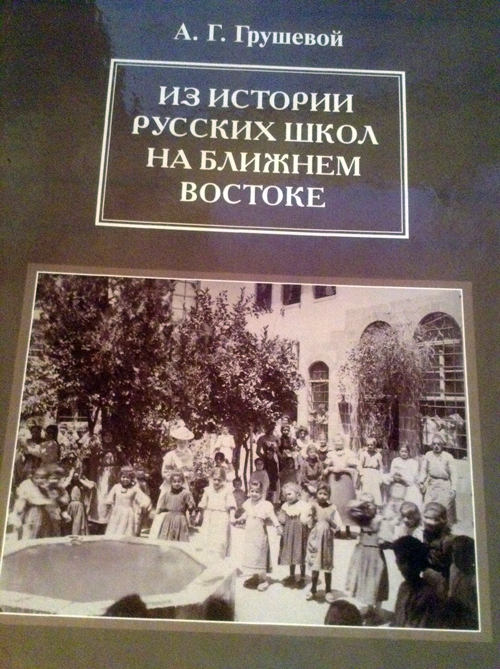 А. Г. Грушевой
ИЗ ИСТОРИИ
РУССКИХ ШКОЛ
НА БЛИЖНЕМ
ВОСТОКЕ